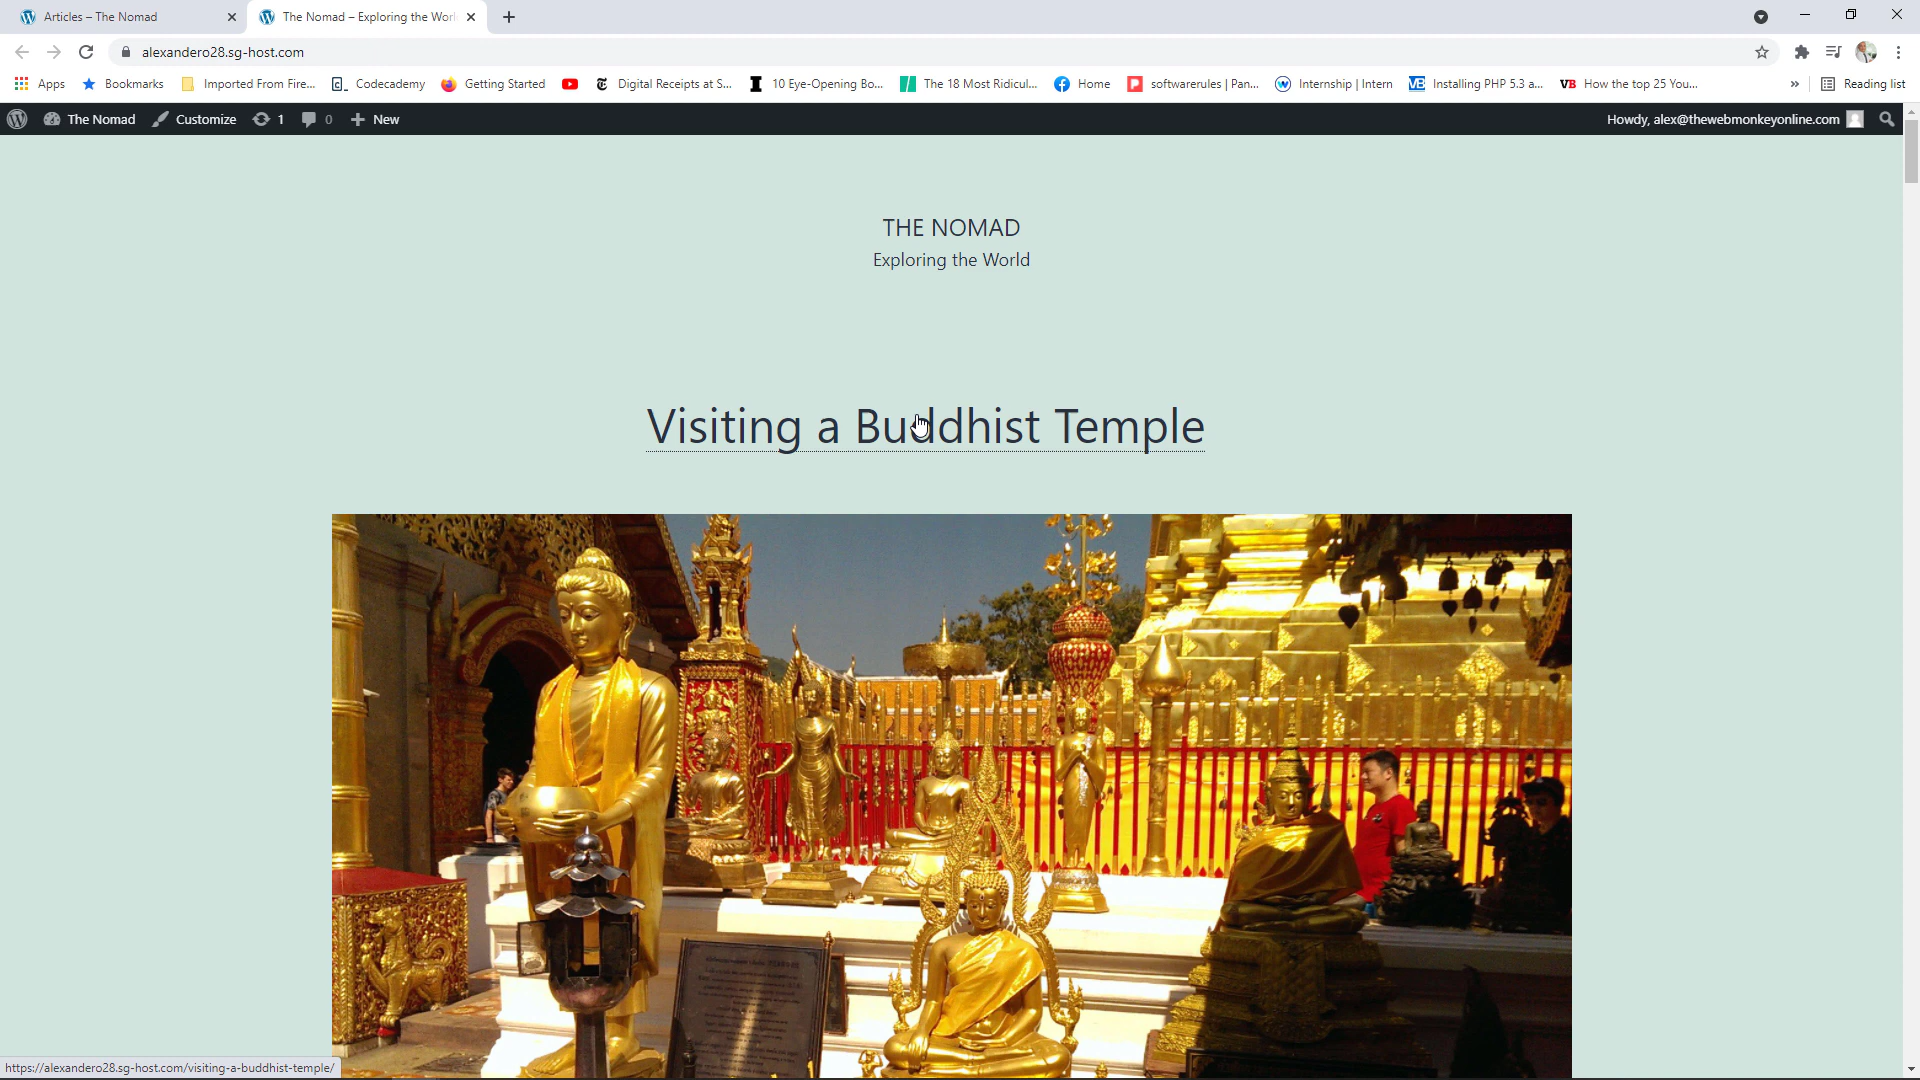 Articles – The Nomad
The Nomad – Exploring the Worl
alexandero28.sg-host.com
Apps
Bookmarks
Imported From Fire...
Codecademy
Getting Started
Digital Receipts at S...
10 Eye-Opening Bo...
The 18 Most Ridicul...
Home
softwarerules | Pan...
Internship | Intern
Installing PHP 5.3 a...
VB How the top 25 You...
»
Reading list
The Nomad
Customize
1
0
New
Howdy, alex@thewebmonkeyonline.com
THE NOMAD
Exploring the World
Visiting a Buddhist Temple
https://alexandero28.sg-host.com/visiting-a-buddhist-temple/